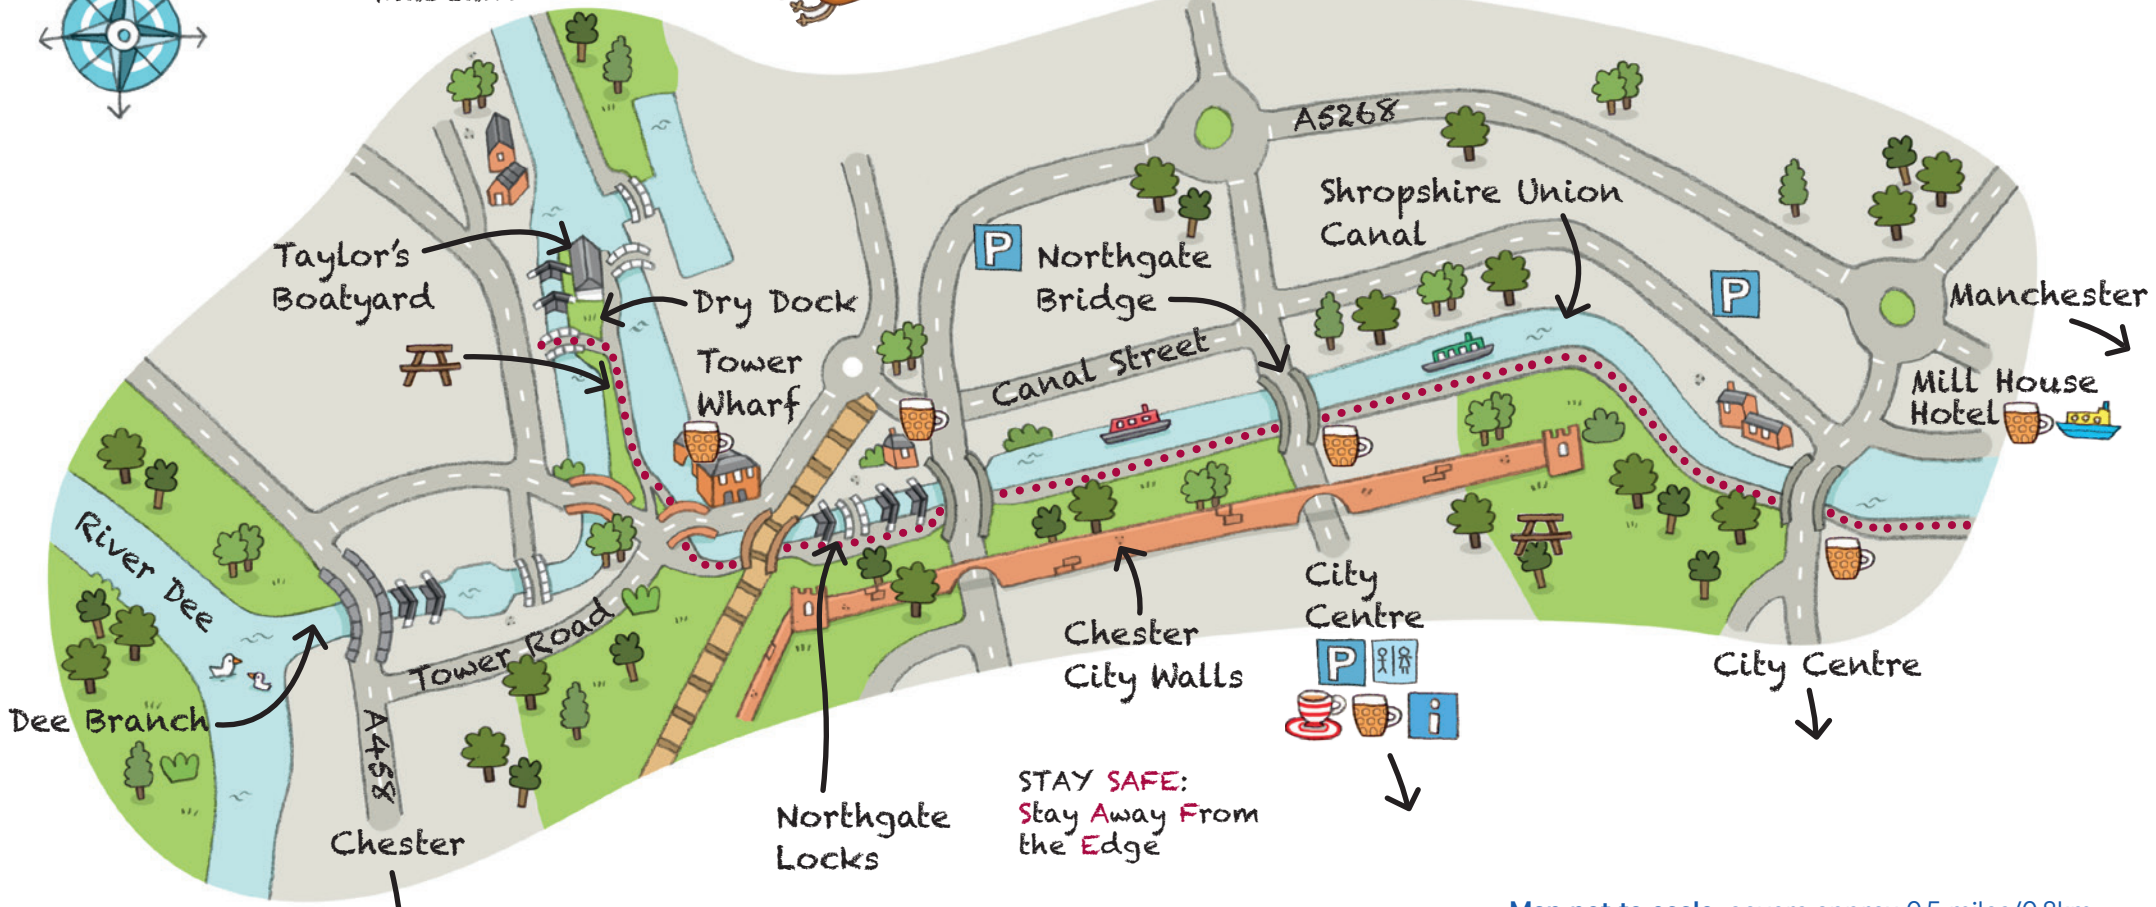 A5268
Shropshire Union
Canal
Taylor's
Boatyard
Northgate
Bridge
P
P
Dry Dock
Manchester
Tower
Wharf
Canal Street
Mill House
Hotel
River Dee
Tower Road
City
Centre
P
i
Chester
City Walls
City Centre
Dee Branch
A458
Northgate
Locks
STAY SAFE:
Stay Away From
the Edge
Chester